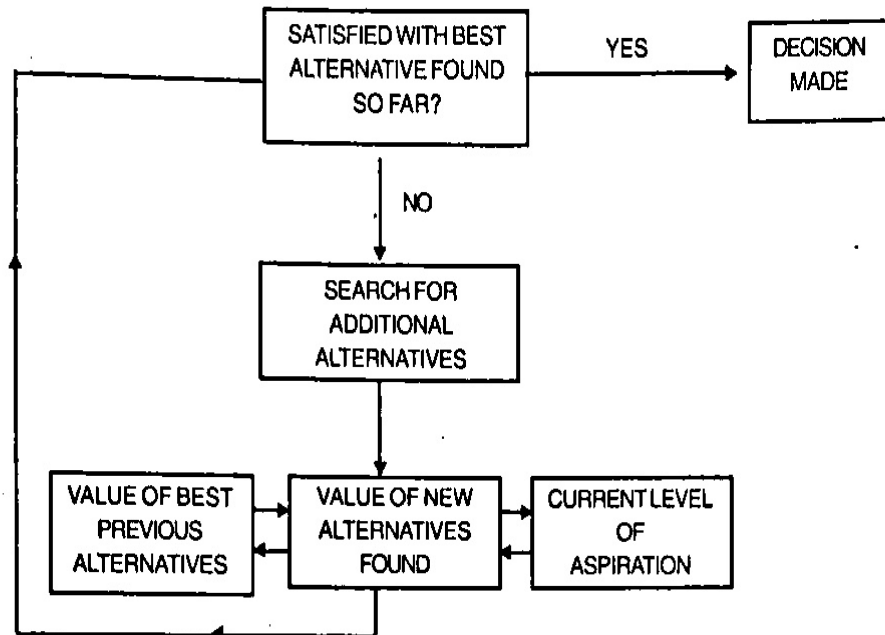 SATISFIED WITH BEST
ALTERNATIVE FOUND
SO FAR?
YES
DECISION
MADE
NO
SEARCH FOR
ADDITIONAL
ALTERNATIVES
VALUE OF BEST
PREVIOUS
ALTERNATIVES
VALUE OF NEW
ALTERNATIVES
FOUND
CURRENT LEVEL
OF
ASPIRATION